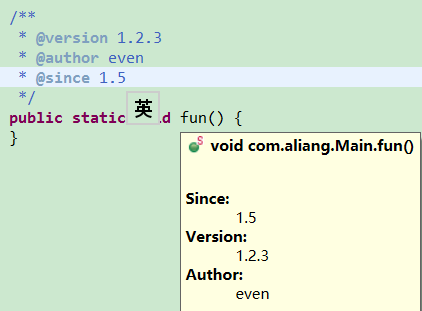 /**
 * @version 1.2.3
 * @author even
 * @since 1.5
 */
public static d fun() {
英
}
S void com.aliang.Main.fun()
Since:
1.5
Version:
1.2.3
Author:
even